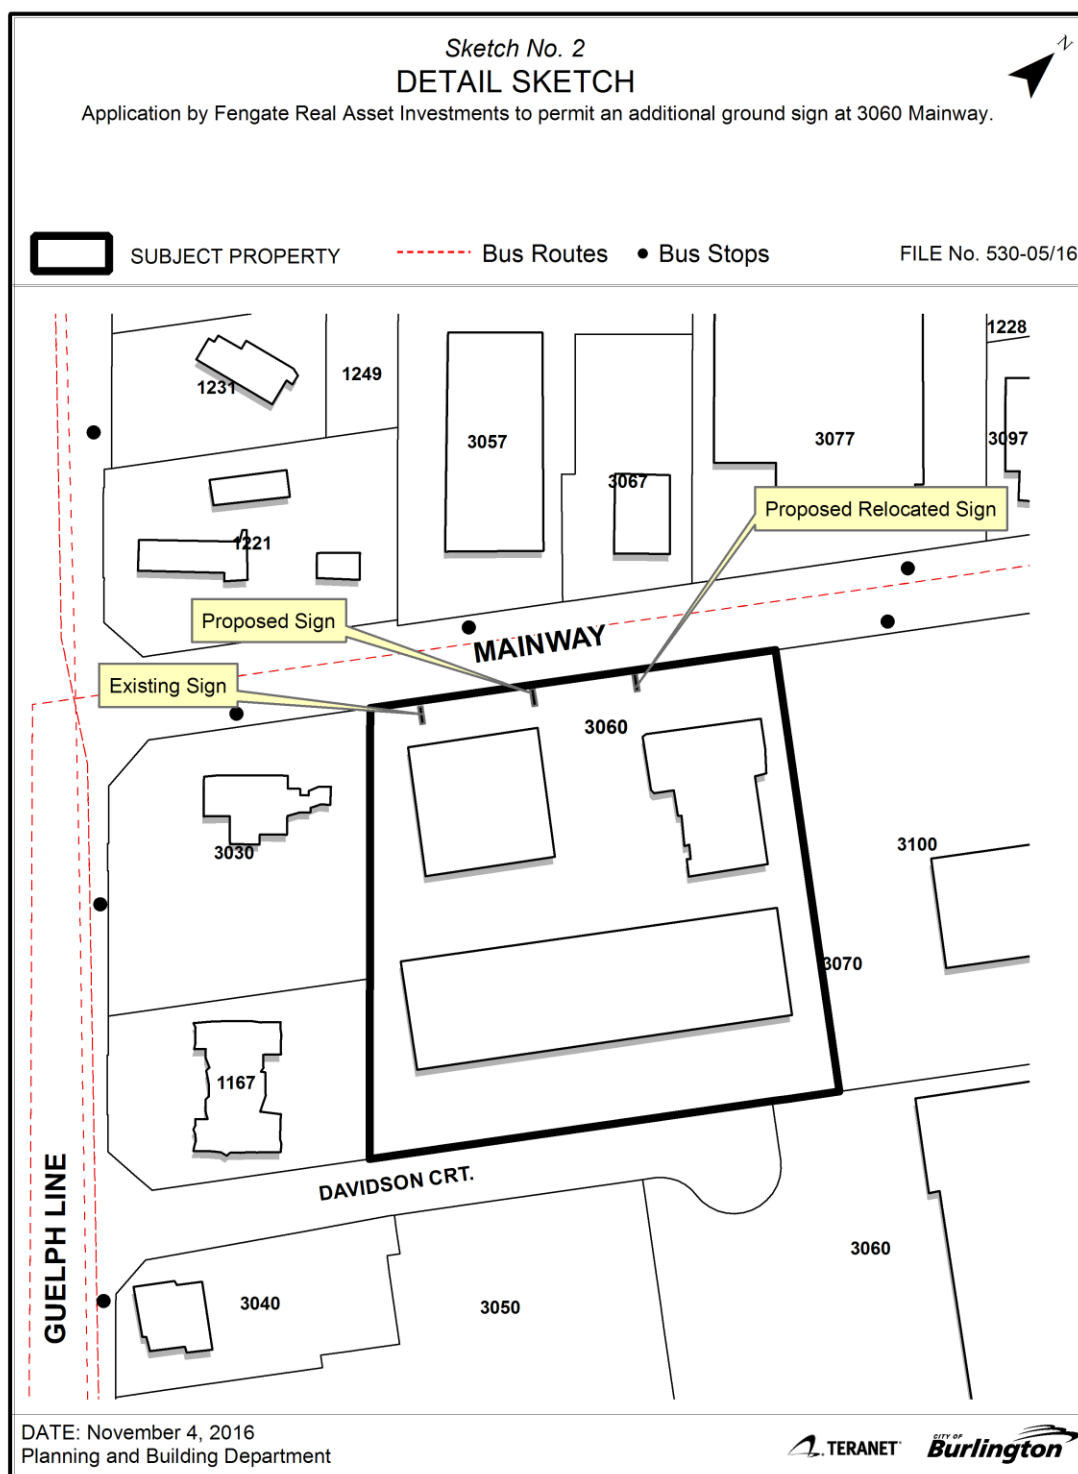 Sketch No. 2
N
DETAIL SKETCH
Application by Fengate Real Asset Investments to permit an additional ground sign at 3060 Mainway.
SUBJECT PROPERTY
Bus Routes
Bus Stops
FILE No. 530-05/16
1228
1249
1231
3057
3077
3097
3067
Proposed Relocated Sign
1221
Proposed Sign
MAINWAY
Existing Sign
3060
3030
3100
3070
1167
DAVIDSON CRT.
GUELPH LINE
3060
3040
3050
DATE: November 4, 2016
Planning and Building Department
TERANET
CITY OF
Burlington